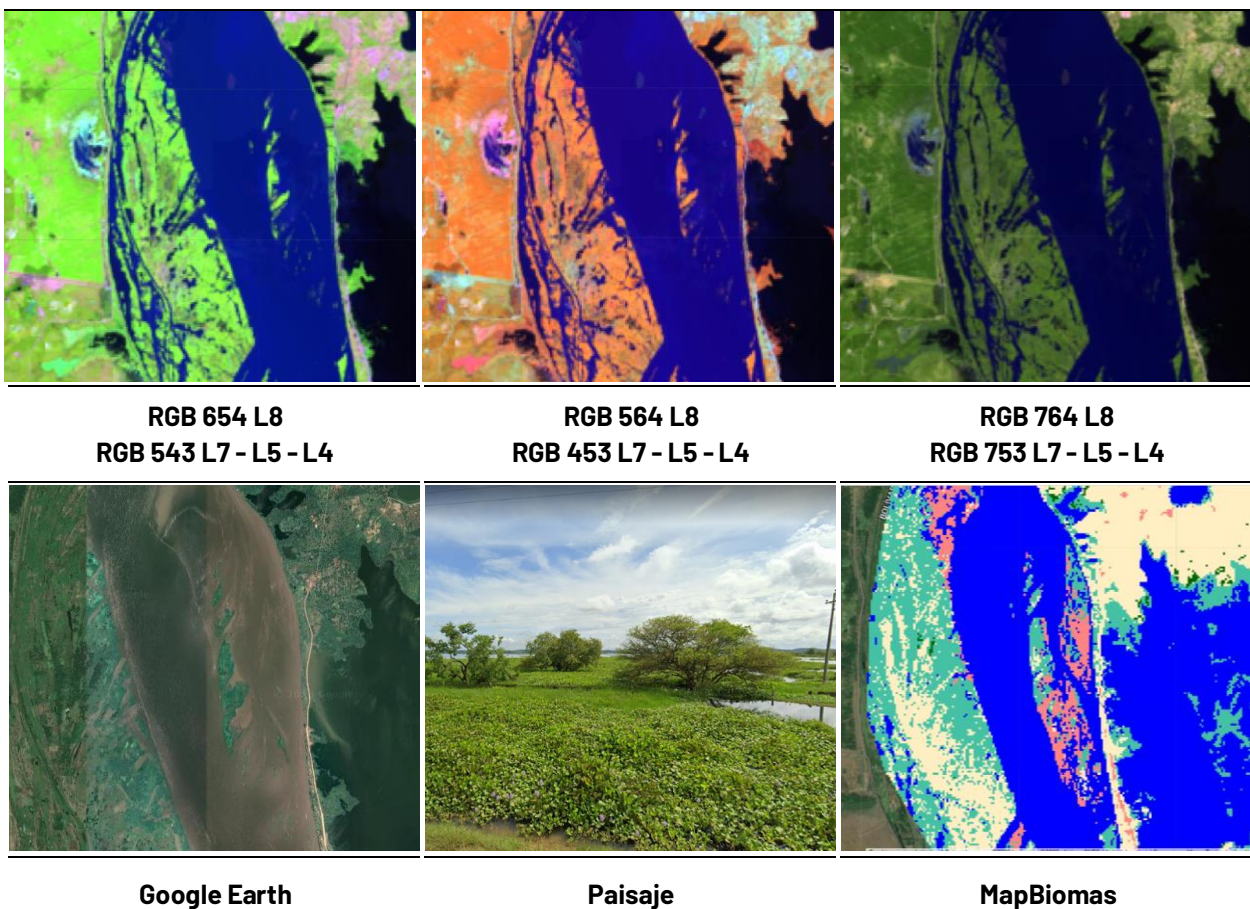 RGB 654 L8
RGB 543 L7 - L5 - L4
RGB 564 L8
RGB 453 L7 - L5 - L4
RGB 764 L8
RGB 753 L7 - L5 - L4
Google Earth
Paisaje
MapBiomas